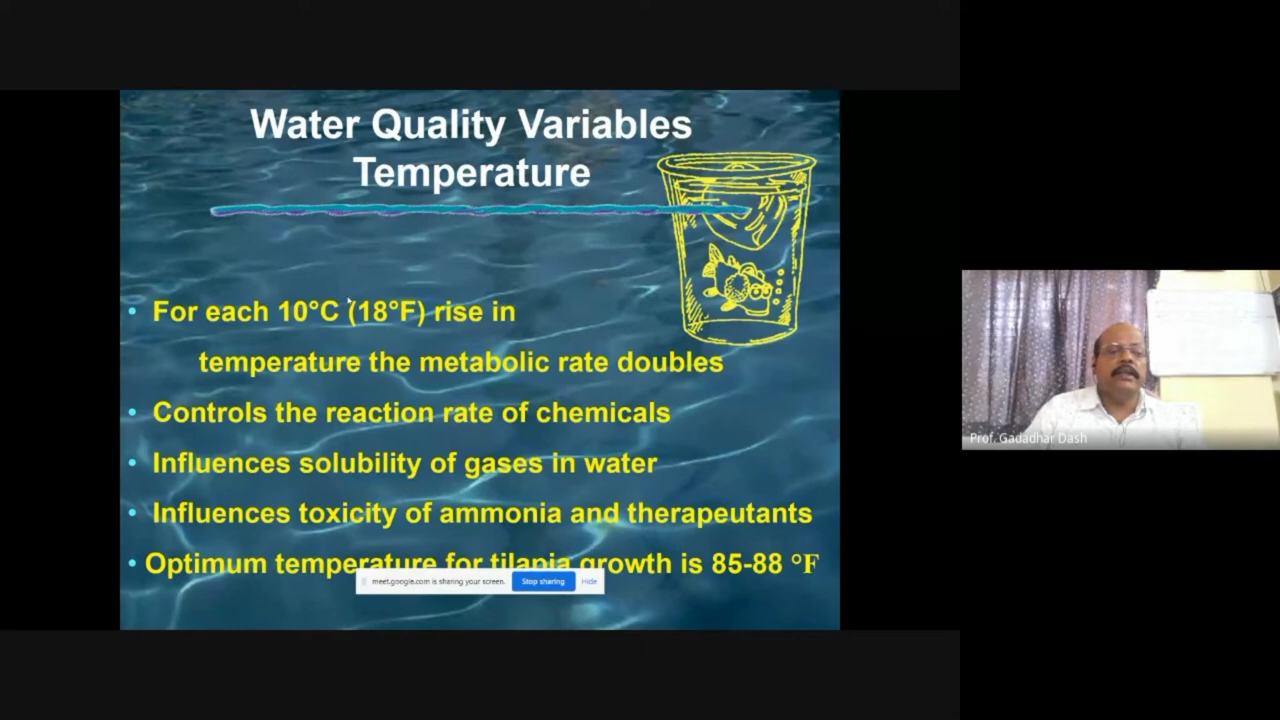 Water Quality Variables
Temperature
• For each 10°C (18°F) rise in
temperature the metabolic rate doubles
• Controls the reaction rate of chemicals
• Influences solubility of gases in water
• Influences toxicity of ammonia and therapeutants
• Optimum temperature for tilapia growth is 85-88 °F
meet.google.com is sharing your screen. Stop sharing Hide
Prof. Gadadhar Dash